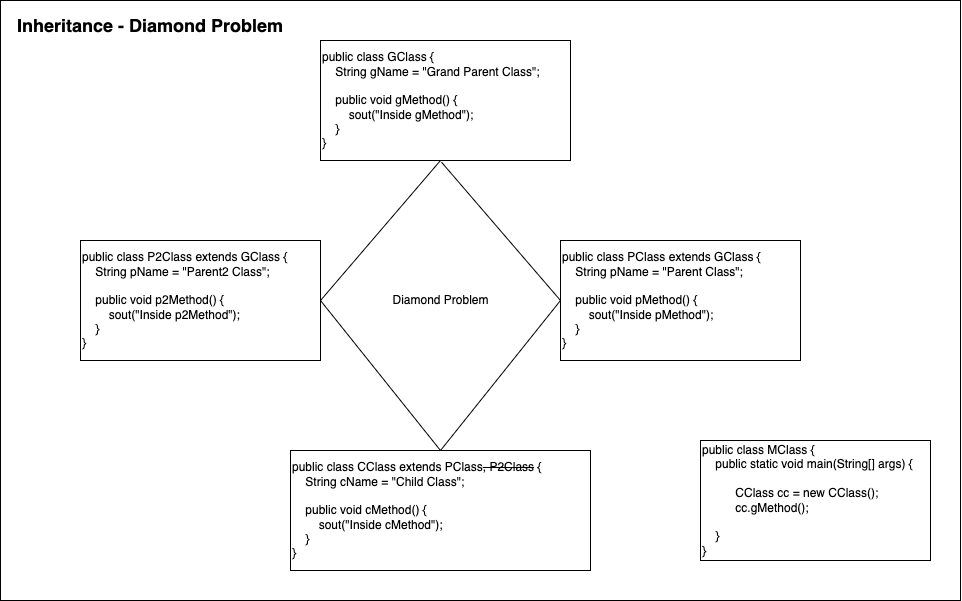 Inheritance - Diamond Problem
public class GClass {
String gName = "Grand Parent Class";
public void gMethod() {
sout("Inside gMethod");
}
}
public class P2Class extends GClass {
String pName = "Parent2 Class";
public void p2Method() {
sout("Inside p2Method");
}
}
Diamond Problem
public class PClass extends GClass {
String pName = "Parent Class";
public void pMethod() {
sout("Inside pMethod");
}
}
public class CClass extends PClass, P2Class {
String cName = "Child Class";
public void cMethod() {
sout("Inside cMethod");
}
}
public class MClass {
public static void main(String[] args) {
CClass cc = new CClass();
cc.gMethod();
}
}